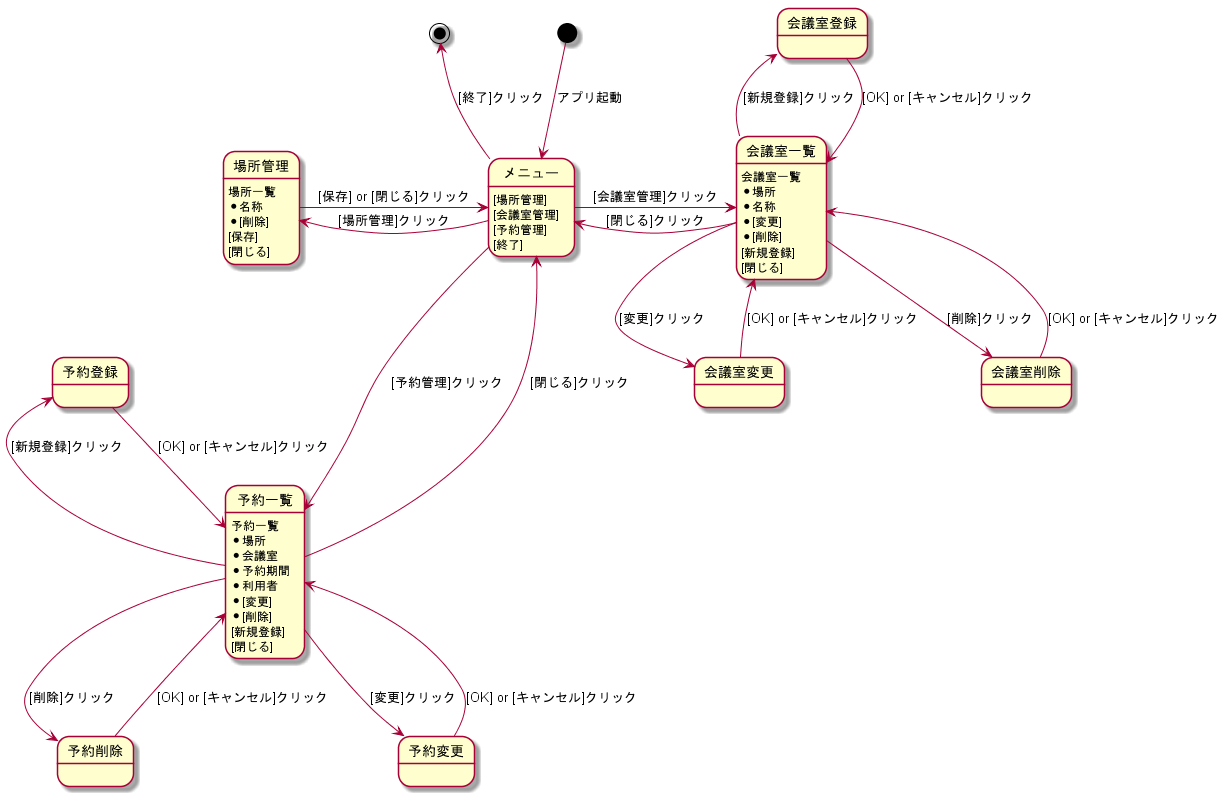 会議室登録
[終了]クリック
アプリ起動
[新規登録]クリック
[OK] or [キャンセル]クリック
場所管理
場所一覧
•名称
•[削除]
[保存]
[閉じる]
[保存] or [閉じる]クリック
[場所管理]クリック
メニュー
[場所管理]
[会議室管理]
[予約管理]
[終了]
[会議室管理]クリック
[閉じる]クリック
会議室一覧
会議室一覧
•場所
•名称
•[変更]
•[削除]
[新規登録]
[閉じる]
[変更]クリック
[OK] or [キャンセル]クリック
[削除]クリック
[OK] or [キャンセル]クリック
会議室変更
会議室削除
予約登録
[予約管理]クリック
[閉じる]クリック
[新規登録]クリック
[OK] or [キャンセル]クリック
予約一覧
予約一覧
•場所
•会議室
•予約期間
•利用者
•[変更]
•[削除]
[新規登録]
[閉じる]
[削除]クリック
[OK] or [キャンセル]クリック
[変更]クリック
[OK] or [キャンセル]クリック
予約削除
予約変更